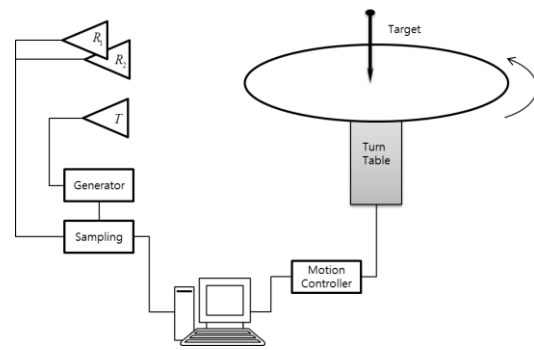 R1
R2
Target
T
Turn
Table
Generator
Sampling
Motion
Controller